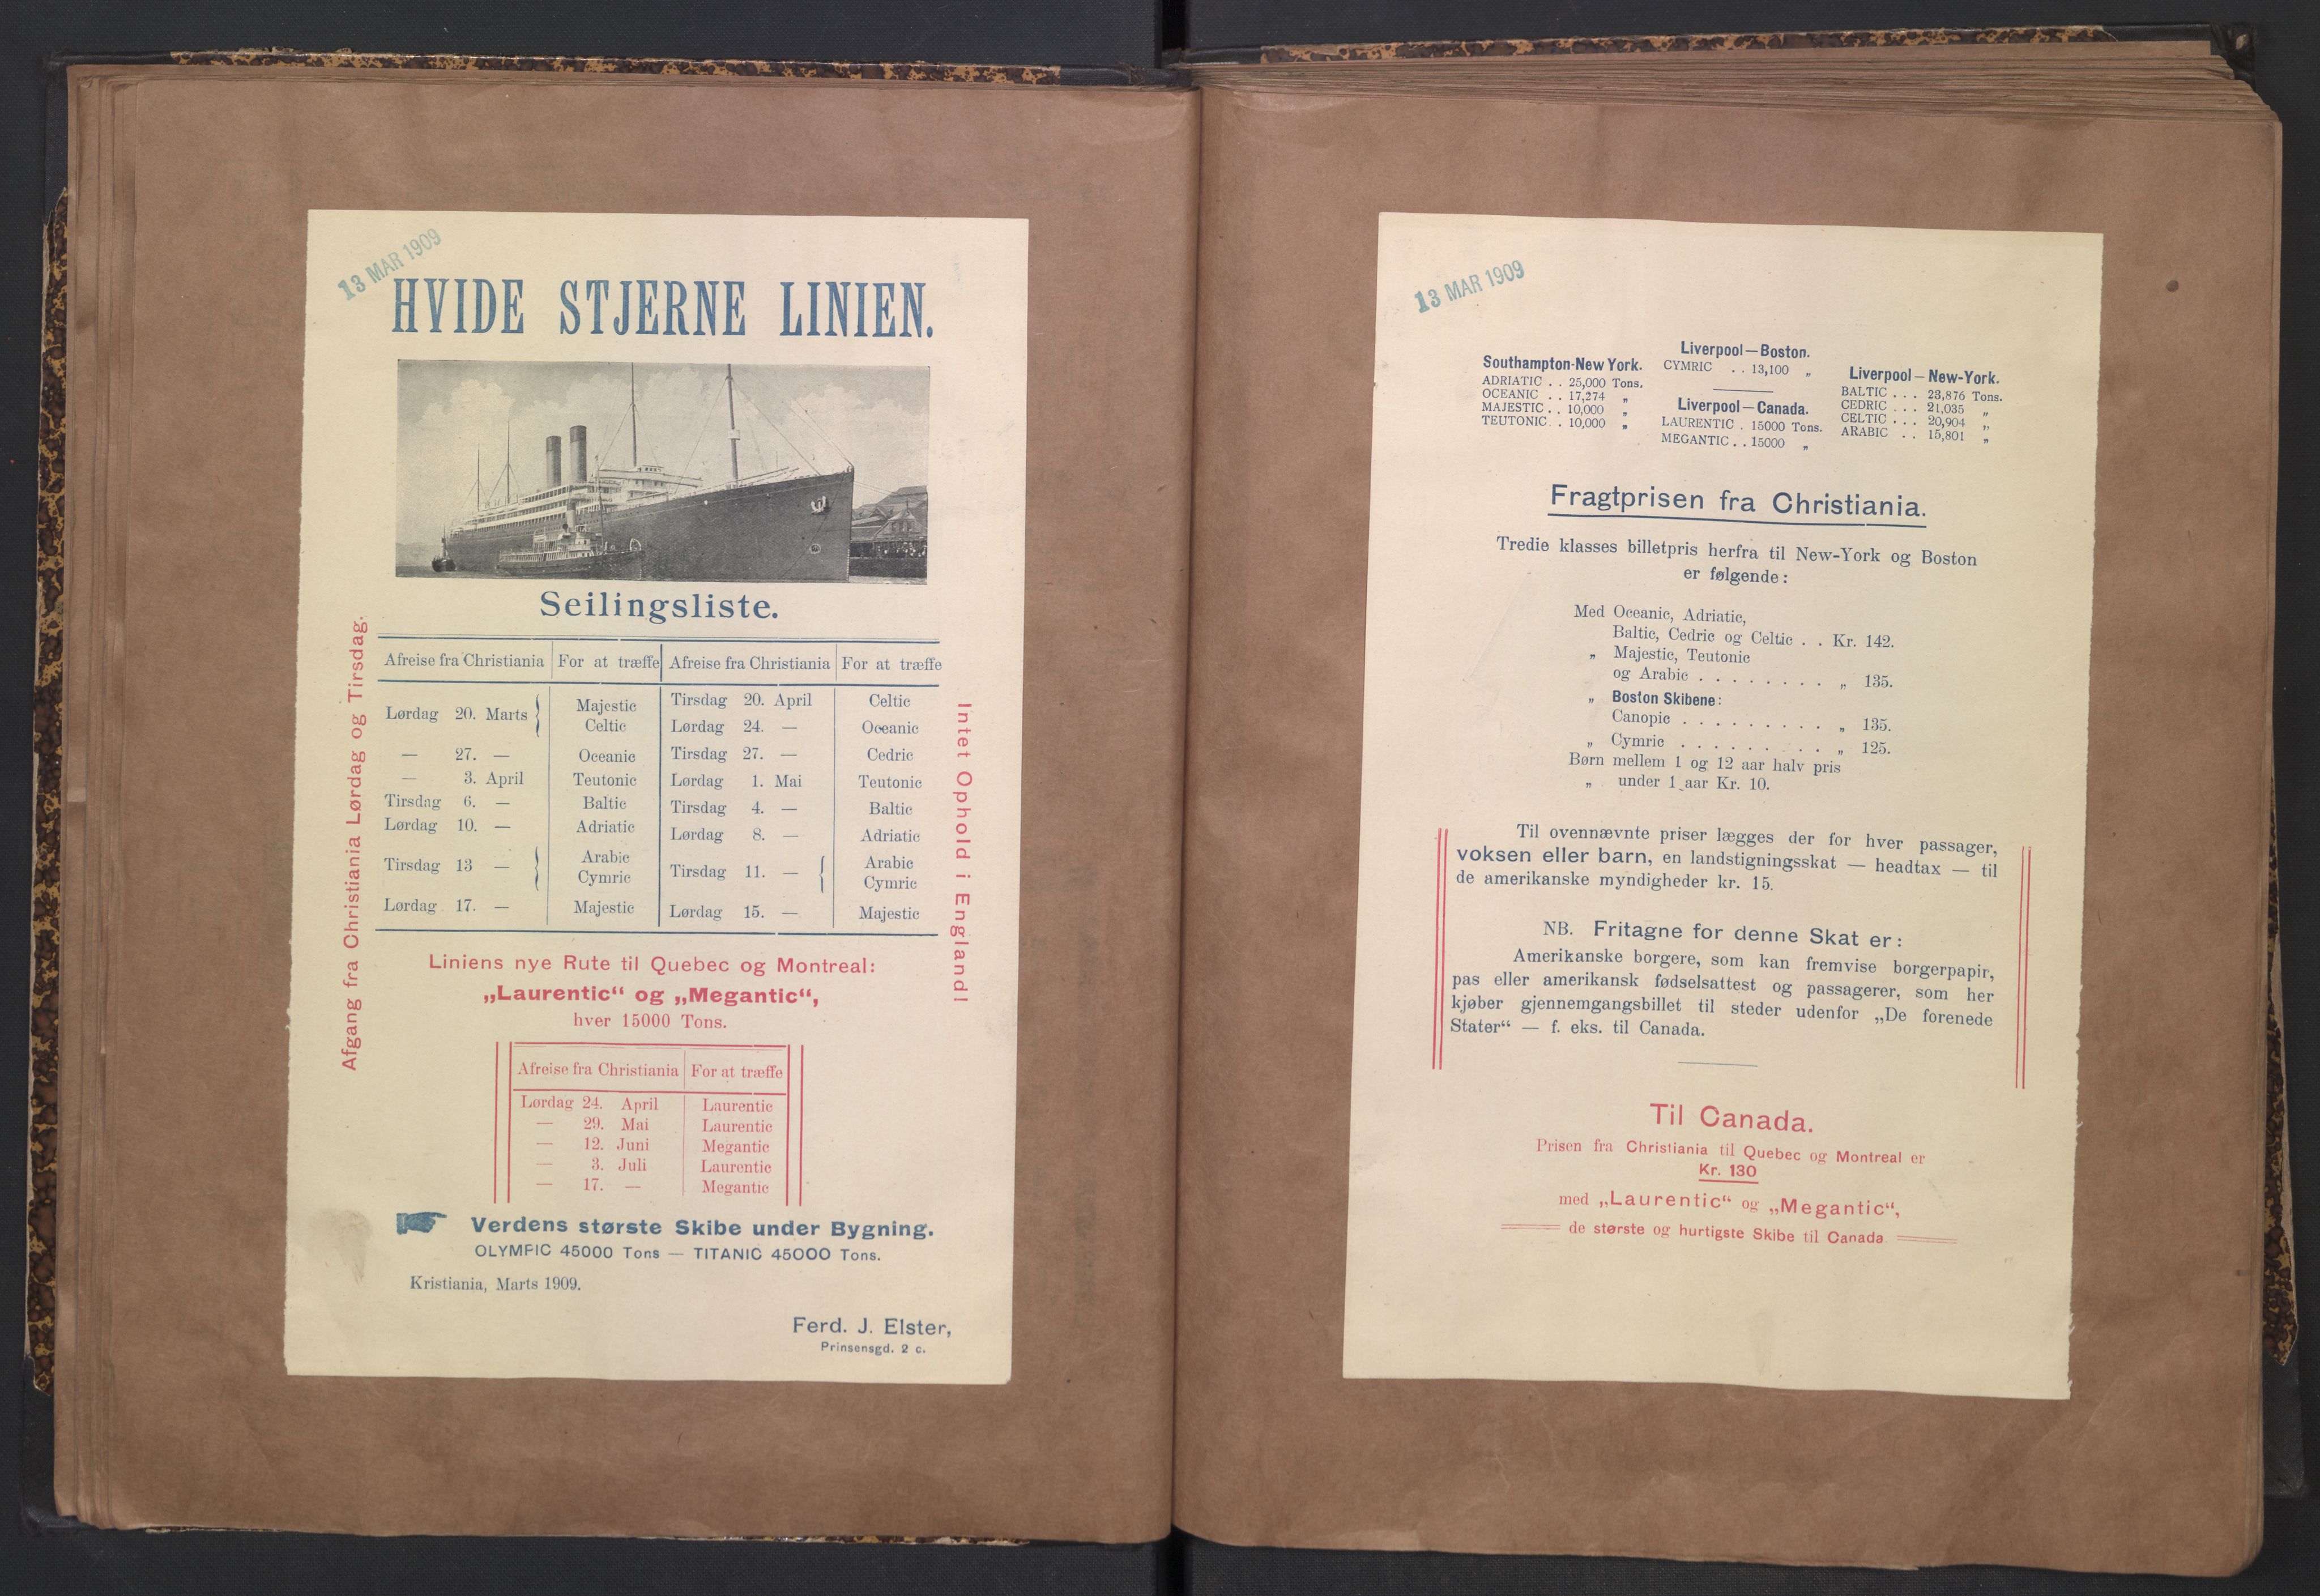 13 MAR 1909
HVIDE STJERNE LINIEN.
Seilingsliste.
Afgang fra Christiania Lørdag og Tirsdag.
Afreise fra Christiania | For at træffe | Afreise fra Christiania | For at træffe
Lørdag 20. Marts } Majestic Celtic | Tirsdag 20. April | Celtic
Lørdag 24. — | Oceanic
— 27. — | Oceanic | Tirsdag 27. — | Cedric
— 3. April | Teutonic | Lørdag 1. Mai | Teutonic
Tirsdag 6. — | Baltic | Tirsdag 4. — | Baltic
Lørdag 10. — | Adriatic | Lørdag 8. — | Adriatic
Tirsdag 13 — } Arabic Cymric | Tirsdag 11. — { Arabic Cymric
Lørdag 17. — | Majestic | Lørdag 15. — | Majestic
Intet Ophold i England!
Liniens nye Rute til Quebec og Montreal:
„Laurentic“ og „Megantic“,
hver 15000 Tons.
Afreise fra Christiania | For at træffe
Lørdag 24. April | Laurentic
— 29. Mai | Laurentic
— 12. Juni | Megantic
— 3. Juli | Laurentic
— 17. — | Megantic
Verdens største Skibe under Bygning.
OLYMPIC 45000 Tons — TITANIC 45000 Tons.
Kristiania, Marts 1909.
Ferd. J. Elster,
Prinsensgd. 2 c.
13 MAR 1909
Southampton-New York.
ADRIATIC . . 25,000 Tons.
OCEANIC . . 17,274 „
MAJESTIC . . 10,000 „
TEUTONIC . . 10,000 „
Liverpool—Boston.
CYMRIC . . 13,100 „
Liverpool—Canada.
LAURENTIC . 15000 Tons.
MEGANTIC . . 15000 „
Liverpool—New-York.
BALTIC . . . 23,876 Tons.
CEDRIC . . . 21,035 „
CELTIC . . . 20,904 „
ARABIC . . 15,801 „
Fragtprisen fra Christiania.
Tredie klasses billetpris herfra til New-York og Boston
er følgende:
Med Oceanic, Adriatic,
Baltic, Cedric og Celtic . . Kr. 142.
„ Majestic, Teutonic
og Arabic . . . . . . . . „ 135.
„ Boston Skibene:
Canopic . . . . . . . . . „ 135.
„ Cymric . . . . . . . . . „ 125.
Børn mellem 1 og 12 aar halv pris
„ under 1 aar Kr. 10.
Til ovennævnte priser lægges der for hver passager,
voksen eller barn, en landstigningsskat — headtax — til
de amerikanske myndigheder kr. 15.
NB. Fritagne for denne Skat er:
Amerikanske borgere, som kan fremvise borgerpapir,
pas eller amerikansk fødselsattest og passagerer, som her
kjøber gjennemgangsbillet til steder udenfor „De forenede
Stater“ — f. eks. til Canada.
Til Canada.
Prisen fra Christiania til Quebec og Montreal er
Kr. 130
med „Laurentic“ og „Megantic“,
de største og hurtigste Skibe til Canada